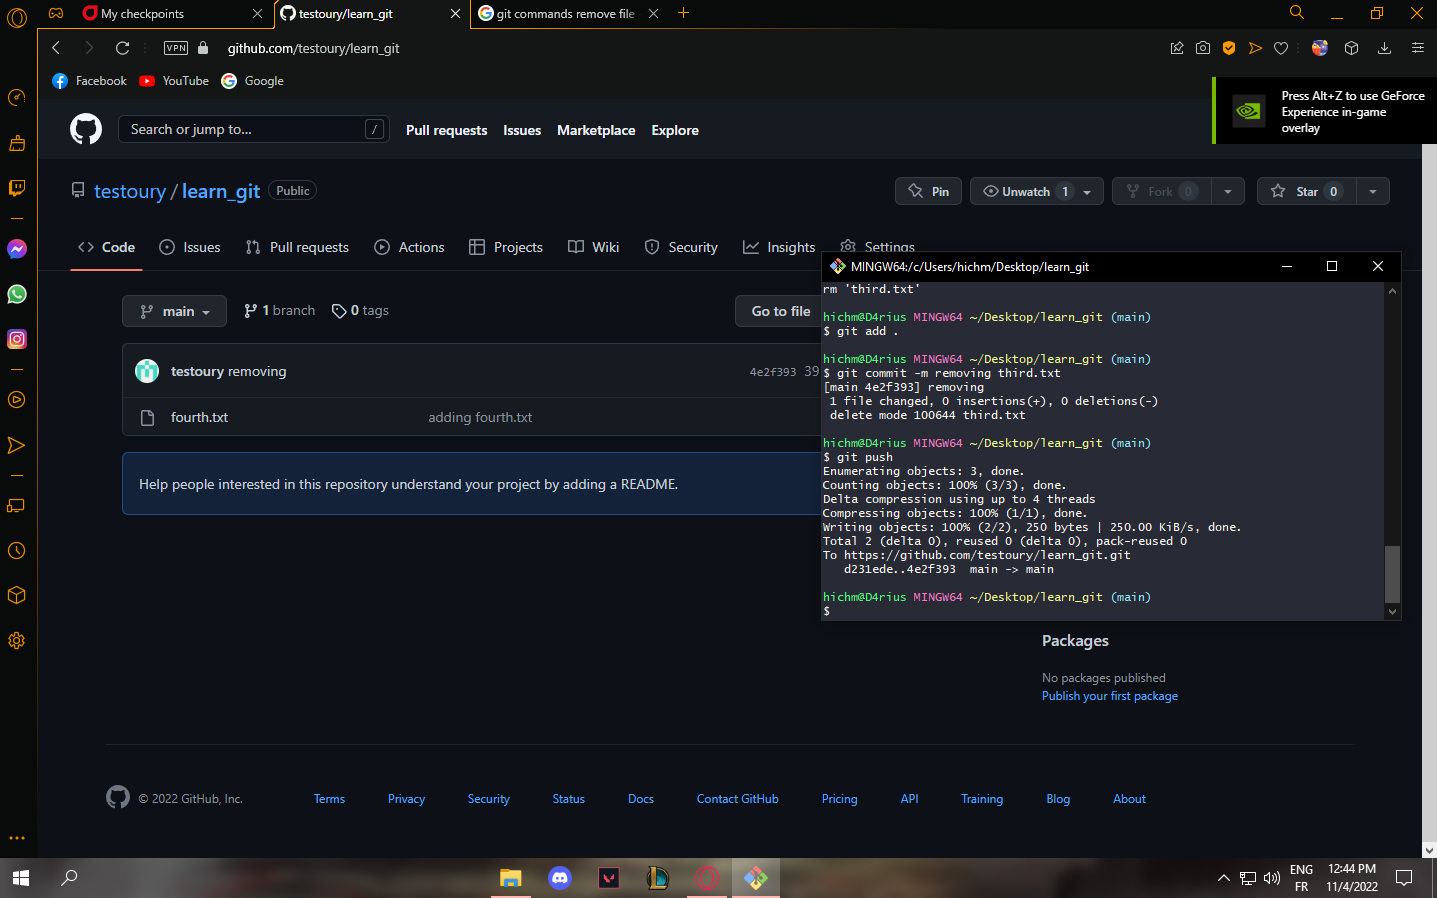 My checkpoints
testoury/learn_git
git commands remove file
VPN
github.com/testoury/learn_git
Facebook
YouTube
Google
Press Alt+Z to use GeForce
Experience in-game
overlay
Search or jump to...
/
Pull requests
Issues
Marketplace
Explore
testoury / learn_git
Public
Pin
Unwatch 1
Fork 0
Star 0
Code
Issues
Pull requests
Actions
Projects
Wiki
Security
Insights
Settings
main
1 branch
0 tags
Go to file
testoury removing
4e2f393 39
fourth.txt
adding fourth.txt
Help people interested in this repository understand your project by adding a README.
MINGW64:/c/Users/hichm/Desktop/learn_git
rm 'third.txt'
hichm@D4rius MINGW64 ~/Desktop/learn_git (main)
$ git add .
hichm@D4rius MINGW64 ~/Desktop/learn_git (main)
$ git commit -m removing third.txt
[main 4e2f393] removing
1 file changed, 0 insertions(+), 0 deletions(-)
delete mode 100644 third.txt
hichm@D4rius MINGW64 ~/Desktop/learn_git (main)
$ git push
Enumerating objects: 3, done.
Counting objects: 100% (3/3), done.
Delta compression using up to 4 threads
Compressing objects: 100% (1/1), done.
Writing objects: 100% (2/2), 250 bytes | 250.00 KiB/s, done.
Total 2 (delta 0), reused 0 (delta 0), pack-reused 0
To https://github.com/testoury/learn_git.git
d231ede..4e2f393  main -> main
hichm@D4rius MINGW64 ~/Desktop/learn_git (main)
$
Packages
No packages published
Publish your first package
© 2022 GitHub, Inc.
Terms
Privacy
Security
Status
Docs
Contact GitHub
Pricing
API
Training
Blog
About
ENG
FR
12:44 PM
11/4/2022